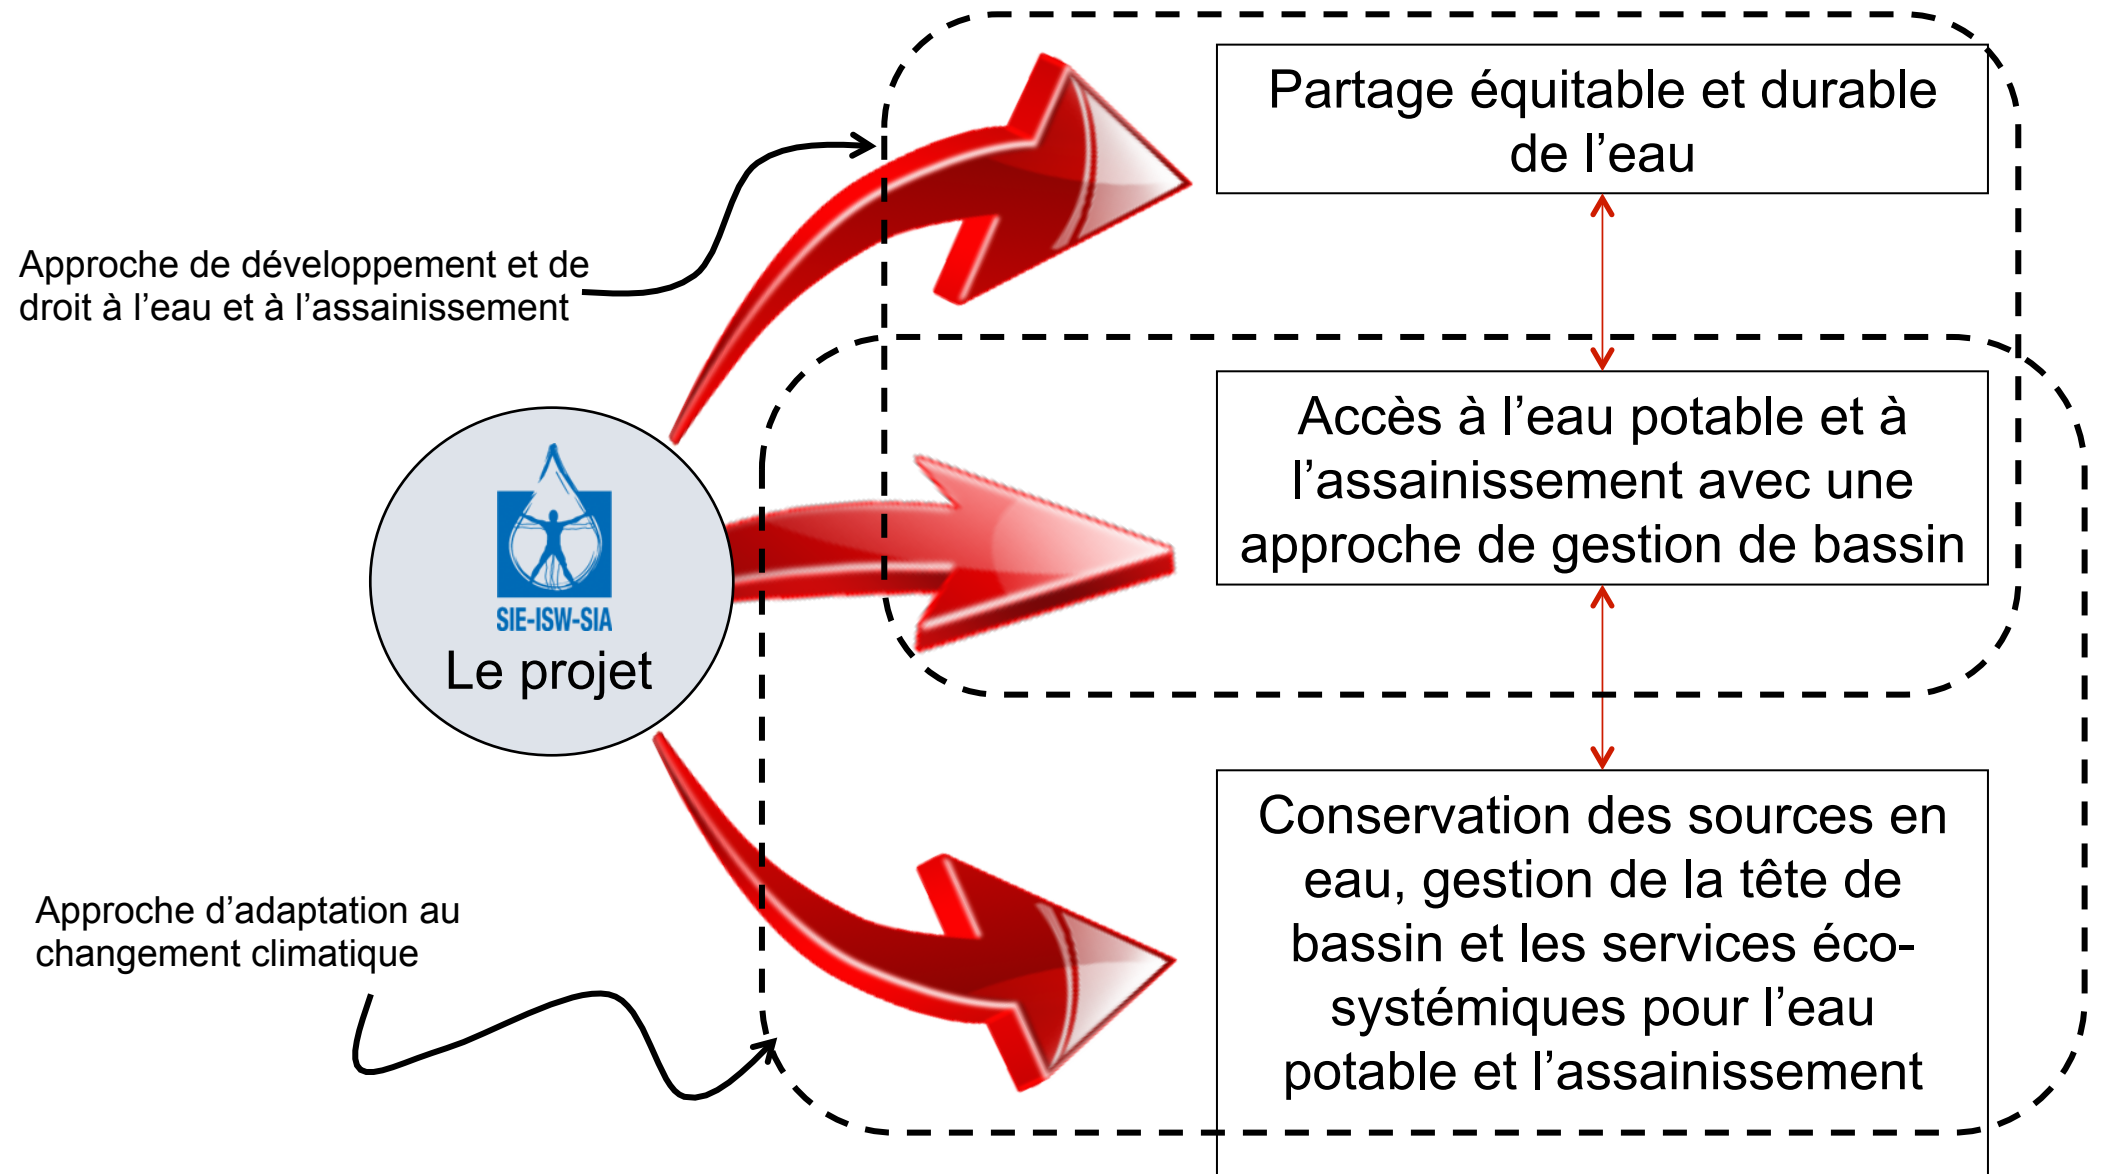 Partage équitable et durable
de l’eau
Approche de développement et de
droit à l’eau et à l’assainissement
Accès à l’eau potable et à
l’assainissement avec une
approche de gestion de bassin
SIE-ISW-SIA
Le projet
Conservation des sources en
eau, gestion de la tête de
bassin et les services éco-
systémiques pour l’eau
potable et l’assainissement
Approche d’adaptation au
changement climatique